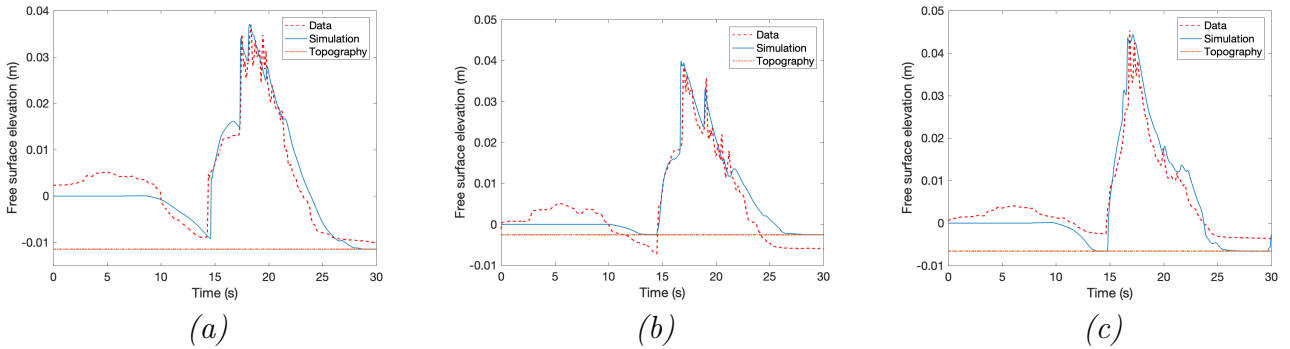 0.04
0.03
0.02
0.01
0
-0.01
Free surface elevation (m)
0 5 10 15 20 25 30
Time (s)
Data
Simulation
Topography
(a)
0.05
0.04
0.03
0.02
0.01
0
-0.01
Free surface elevation (m)
0 5 10 15 20 25 30
Time (s)
Data
Simulation
Topography
(b)
0.05
0.04
0.03
0.02
0.01
0
-0.01
Free surface elevation (m)
0 5 10 15 20 25 30
Time (s)
Data
Simulation
Topography
(c)